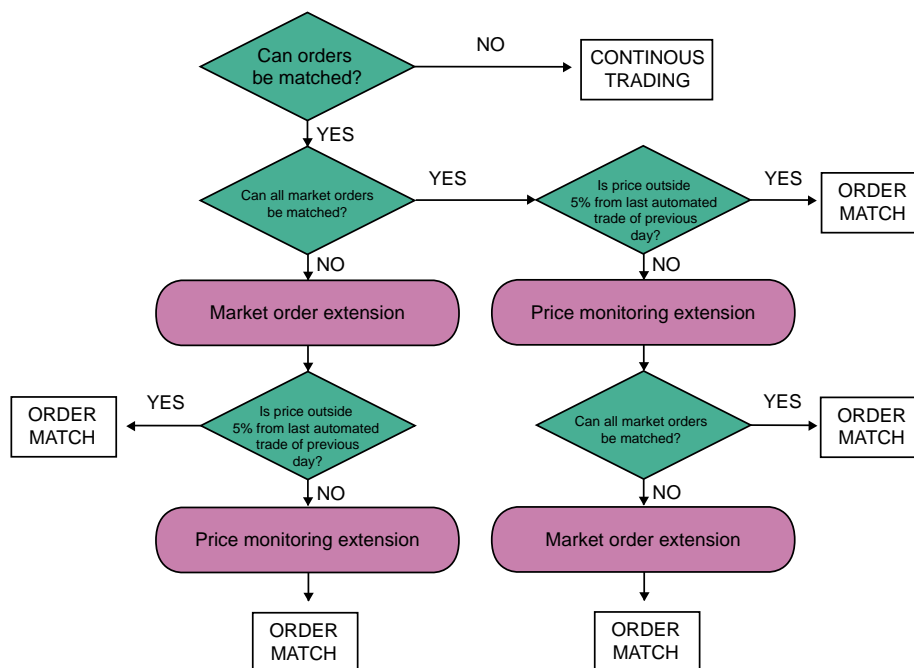 Can orders
be matched?
NO
CONTINOUS
TRADING
YES
Can all market orders
be matched?
YES
Is price outside
5% from last automated
trade of previous
day?
YES
ORDER
MATCH
NO
NO
Market order extension
Price monitoring extension
ORDER
MATCH
YES
Is price outside
5% from last automated
trade of previous
day?
Can all market orders
be matched?
YES
ORDER
MATCH
NO
NO
Price monitoring extension
Market order extension
ORDER
MATCH
ORDER
MATCH